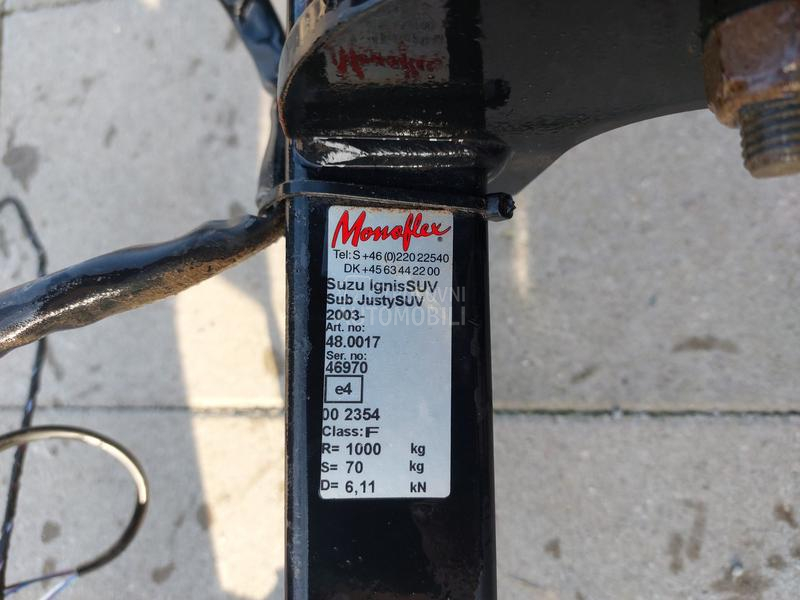 Monoflex®
Tel: S +46 (0)220 22540
DK +45 63 44 22 00
Suzu IgnisSUV
Sub JustySUV
2003-
Art. no:
48.0017
Ser. no:
46970
e4
00 2354
Class: F
R= 1000 kg
S= 70 kg
D= 6,11 kN